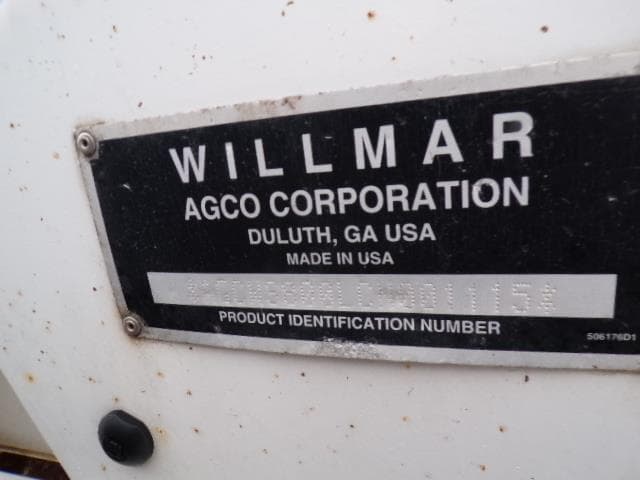 WILLMAR
AGCO CORPORATION
DULUTH, GA USA
MADE IN USA
PRODUCT IDENTIFICATION NUMBER
506176D1